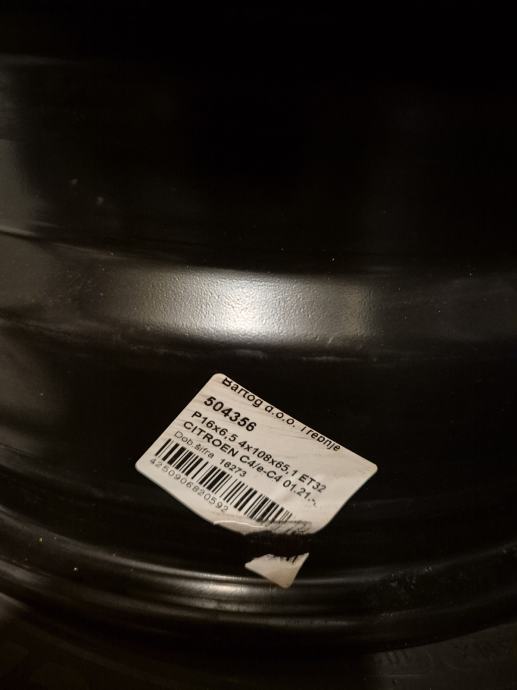 Bartog d.o.o. Trebnje
504356
P16x6,5 4x108x65,1 ET32
CITROEN C4/e-C4 01.21-
Dob.šifra 16273
4250906820592